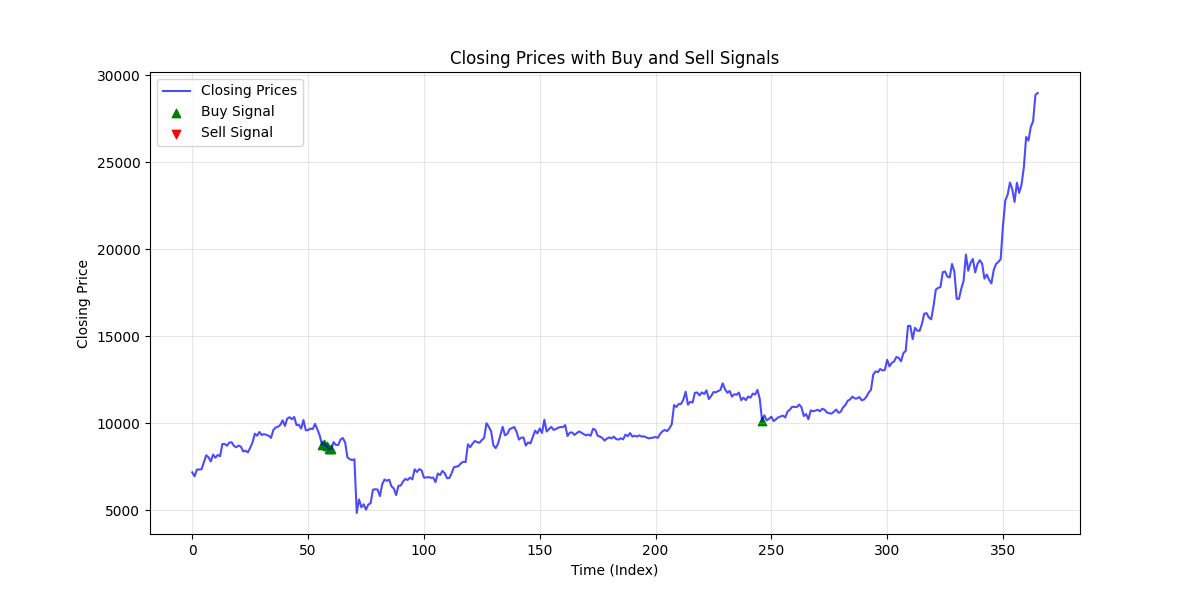 Closing Prices with Buy and Sell Signals
Closing Prices
Buy Signal
Sell Signal
Closing Price
30000
25000
20000
15000
10000
5000
0 50 100 150 200 250 300 350
Time (Index)